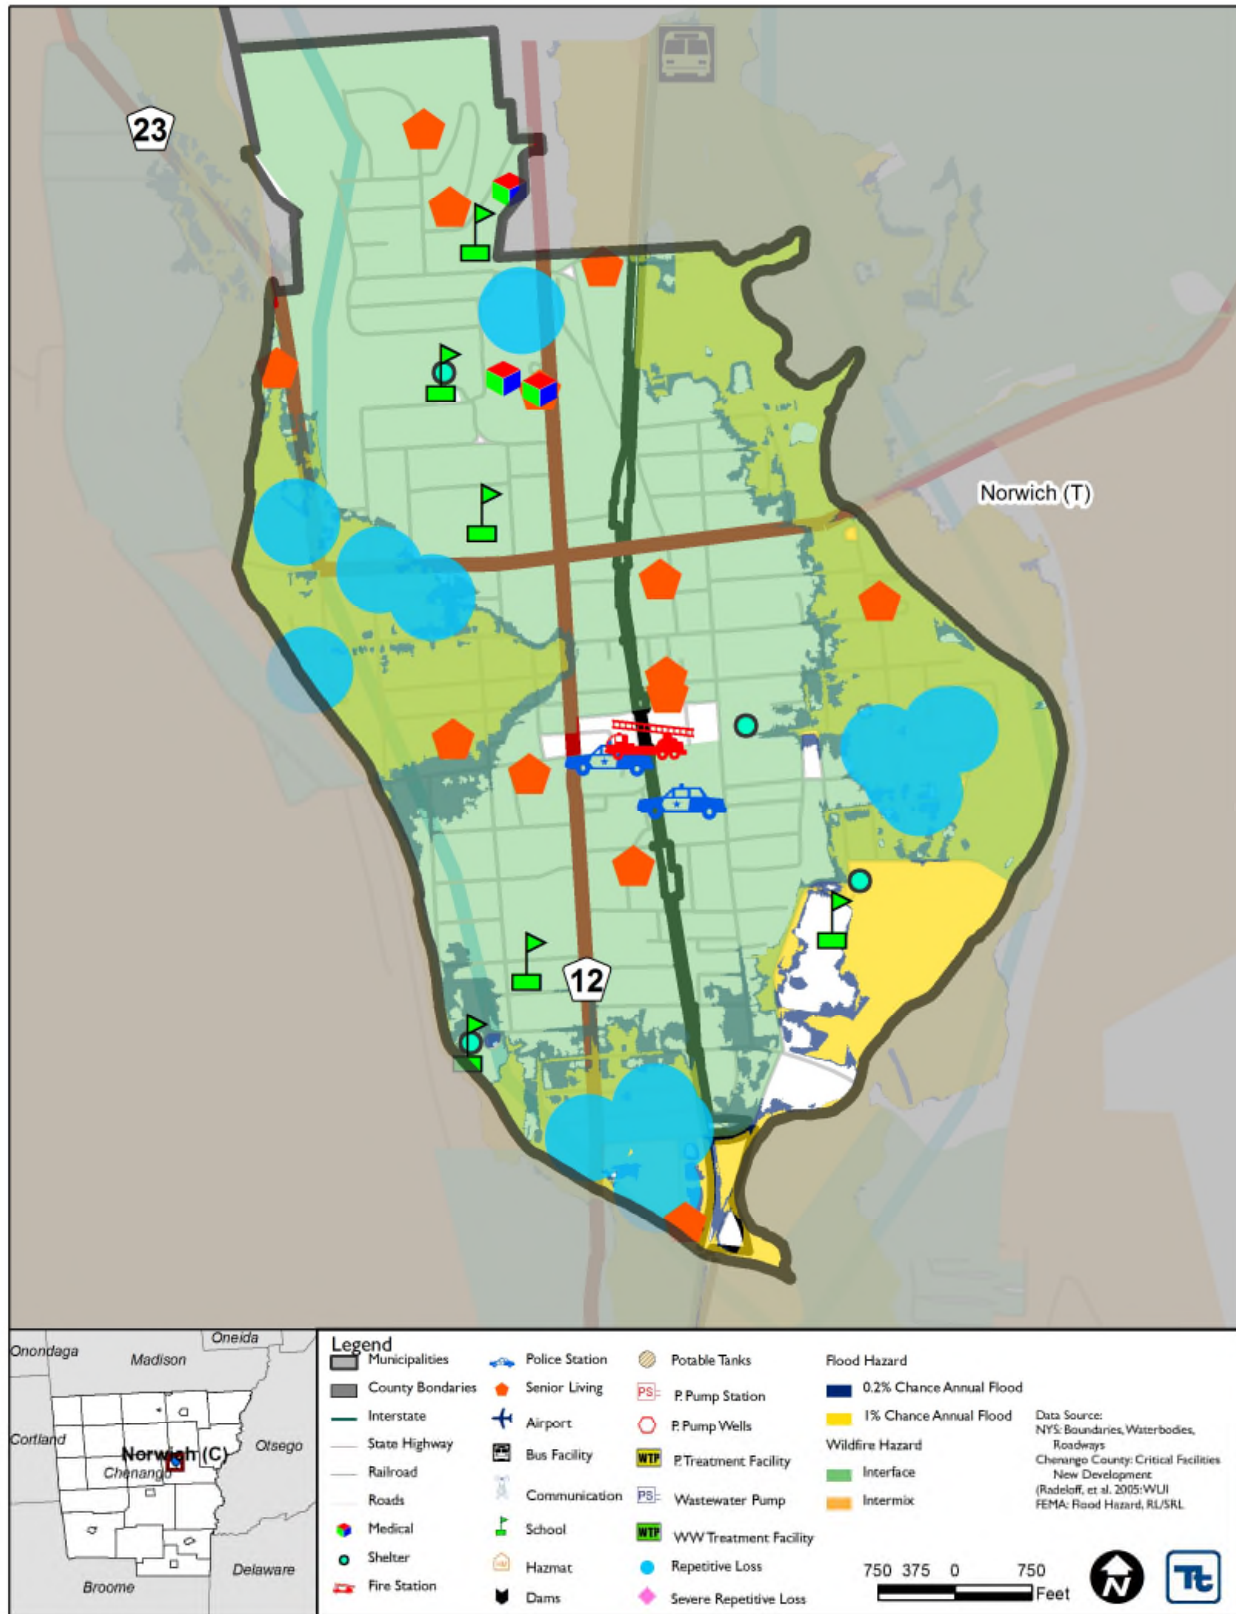 23
Norwich (T)
12
Onondaga
Oneida
Madison
Cortland
Norwich (C)
Chenango
Otsego
Broome
Delaware
Legend
Municipalities
County Bondaries
Interstate
State Highway
Railroad
Roads
Medical
Shelter
Fire Station
Police Station
Senior Living
Airport
Bus Facility
Communication
School
Hazmat
Dams
Potable Tanks
PS P. Pump Station
P. Pump Wells
WTP P. Treatment Facility
PS Wastewater Pump
WTP WW Treatment Facility
Repetitive Loss
Severe Repetitive Loss
Flood Hazard
0.2% Chance Annual Flood
1% Chance Annual Flood
Wildfire Hazard
Interface
Intermix
Data Source:
NYS: Boundaries, Waterbodies,
Roadways
Chenango County: Critical Facilities
New Development
(Radeloff, et al. 2005: WUI
FEMA: Flood Hazard, RL/SRL
750 375 0 750
Feet
N
Tt